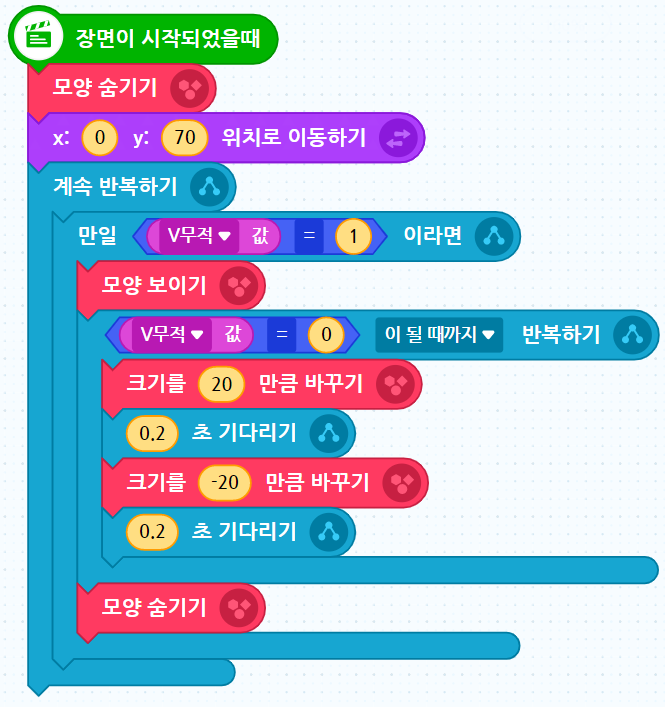 장면이 시작되었을때
모양 숨기기
x: 0 y: 70 위치로 이동하기
계속 반복하기
만일 V무적 값 = 1 이라면
모양 보이기
V무적 값 = 0 이 될 때까지 반복하기
크기를 20 만큼 바꾸기
0.2 초 기다리기
크기를 -20 만큼 바꾸기
0.2 초 기다리기
모양 숨기기